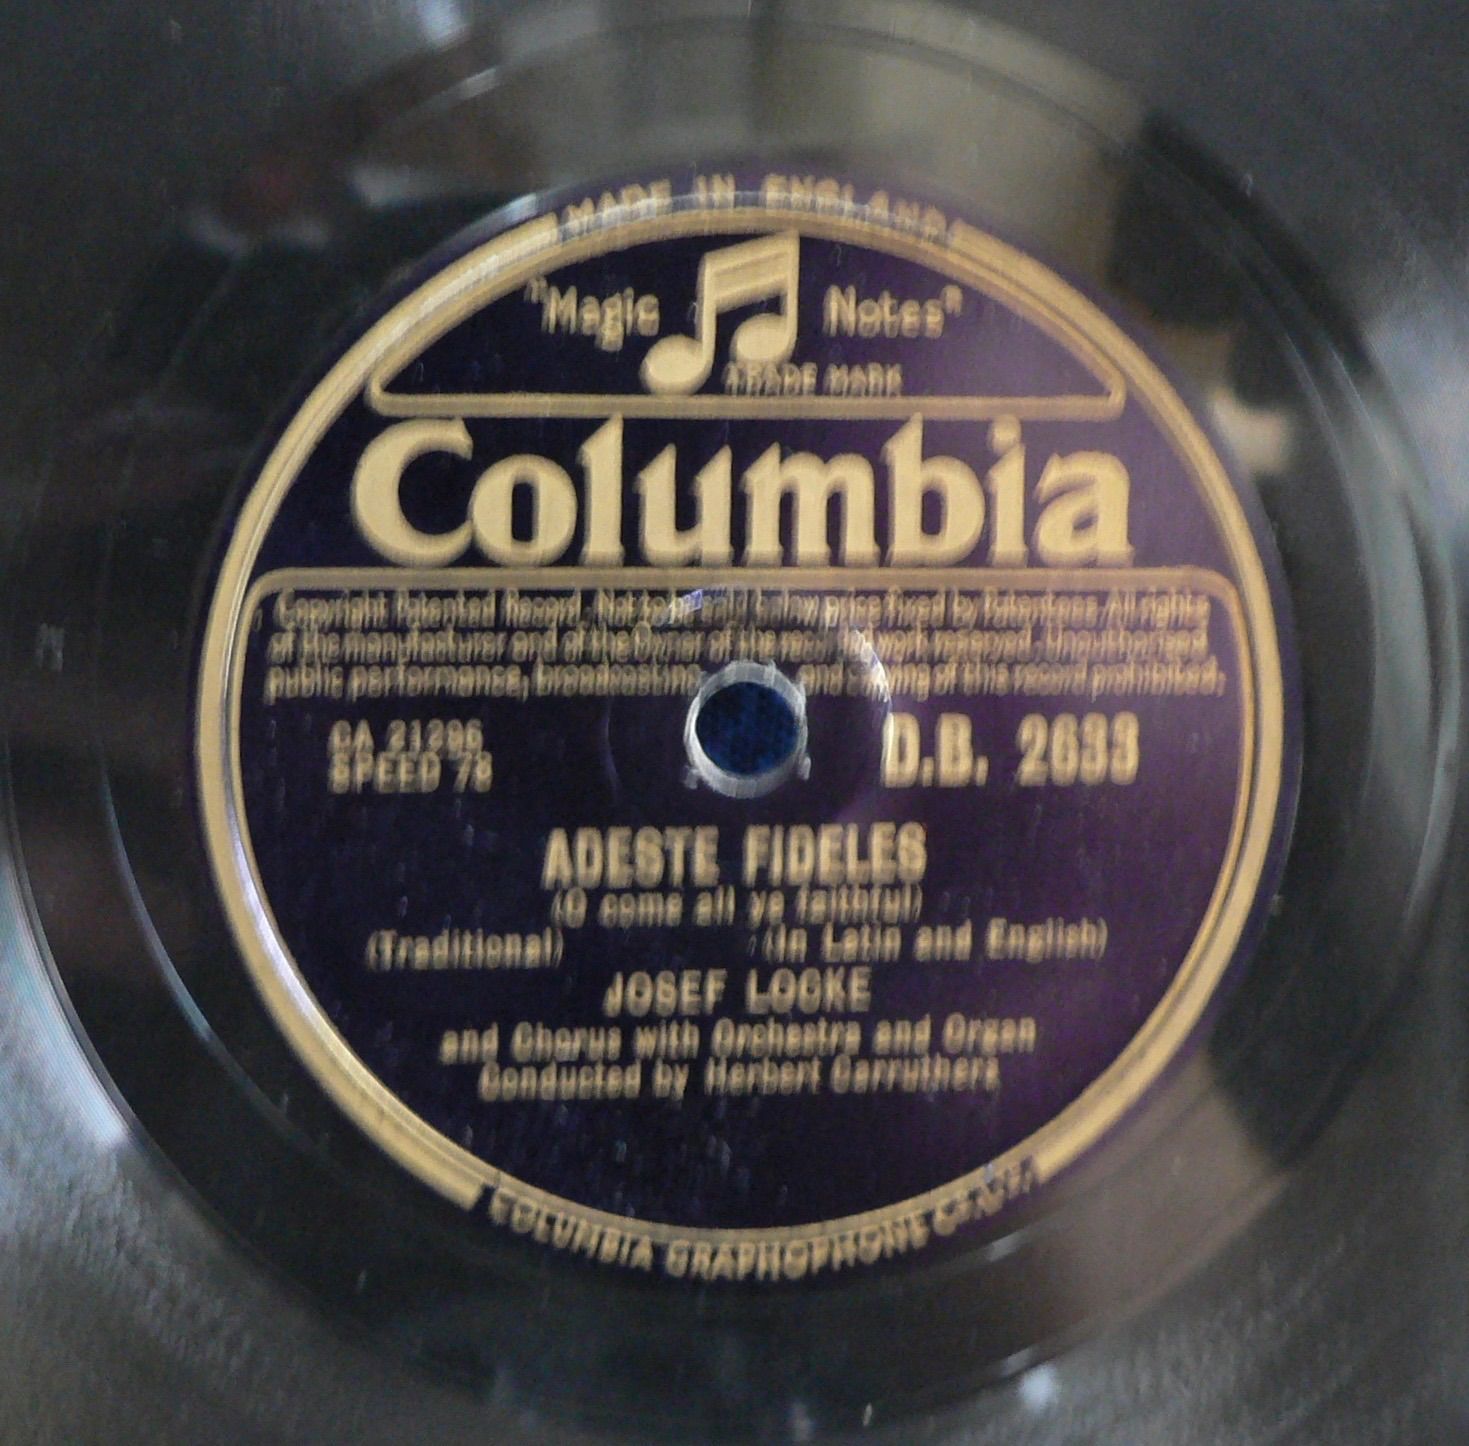 MADE IN ENGLAND
"Magic Notes"
TRADE MARK
Columbia
Copyright Patented Record. Not to be sold below price fixed by Patentees. All rights
of the manufacturer and of the Owner of the recorded work reserved. Unauthorised
public performance, broadcasting and copying of this record prohibited.
CA 21296
SPEED 78
D.B. 2633
ADESTE FIDELES
(O come all ye faithful)
(Traditional) (In Latin and English)
JOSEF LOCKE
and Chorus with Orchestra and Organ
Conducted by Herbert Carruthers
COLUMBIA GRAPHOPHONE